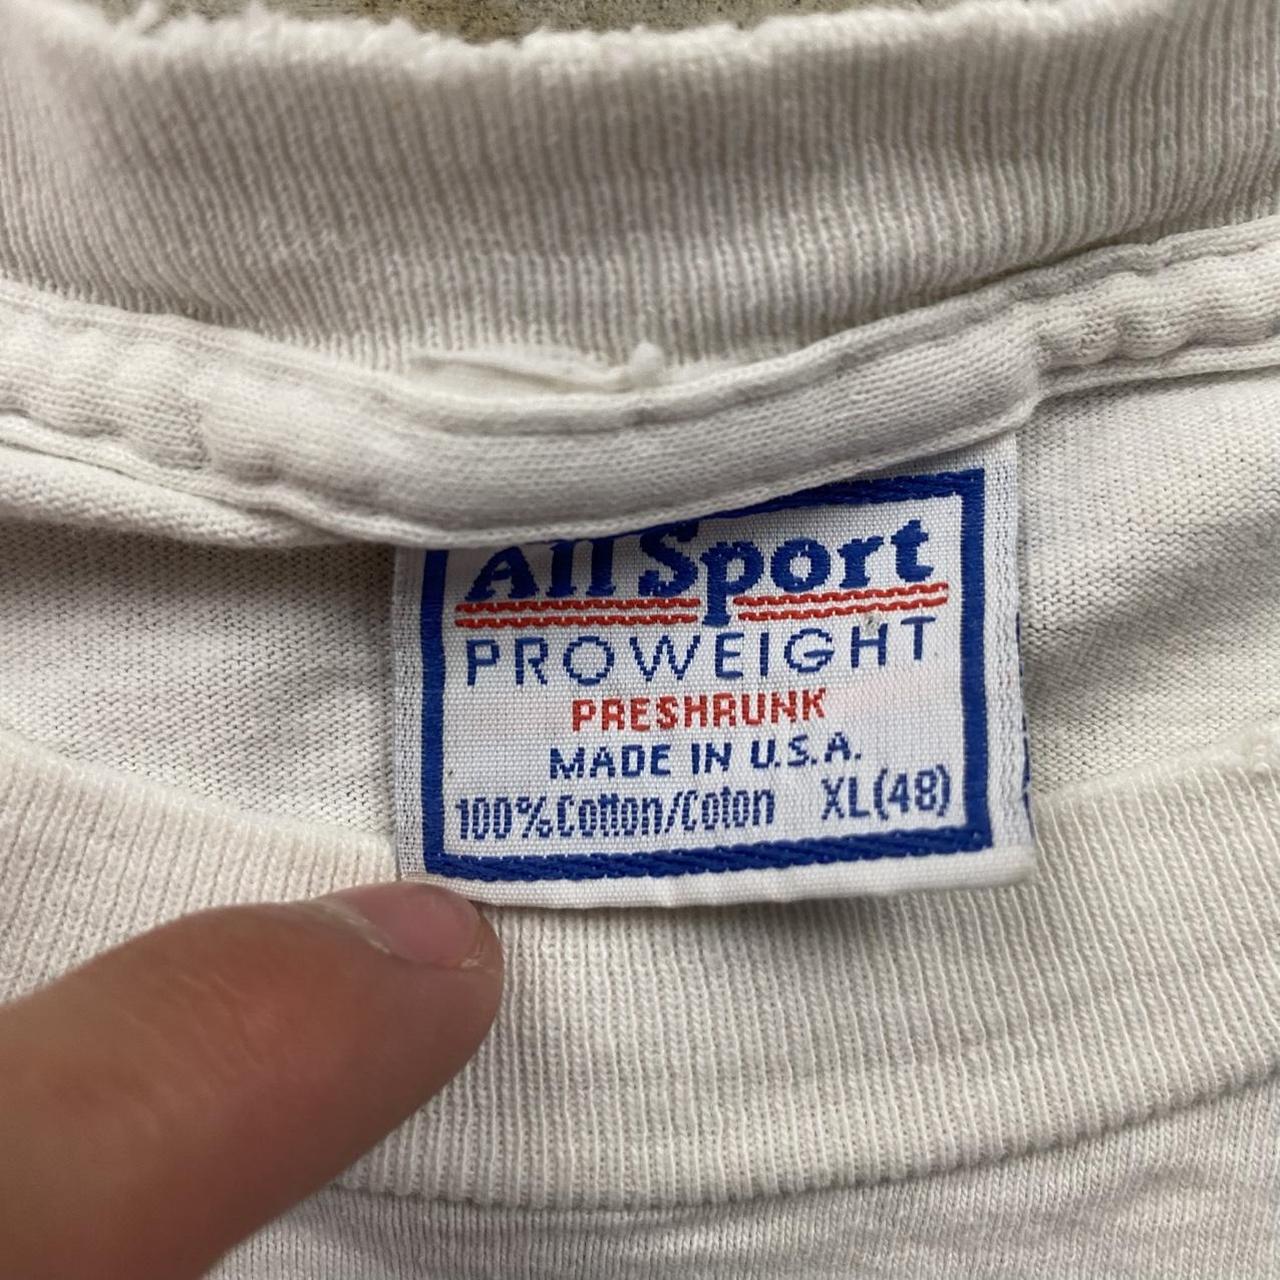 All Sport
PROWEIGHT
PRESHRUNK
MADE IN U.S.A.
100% Cotton/Coton XL(48)